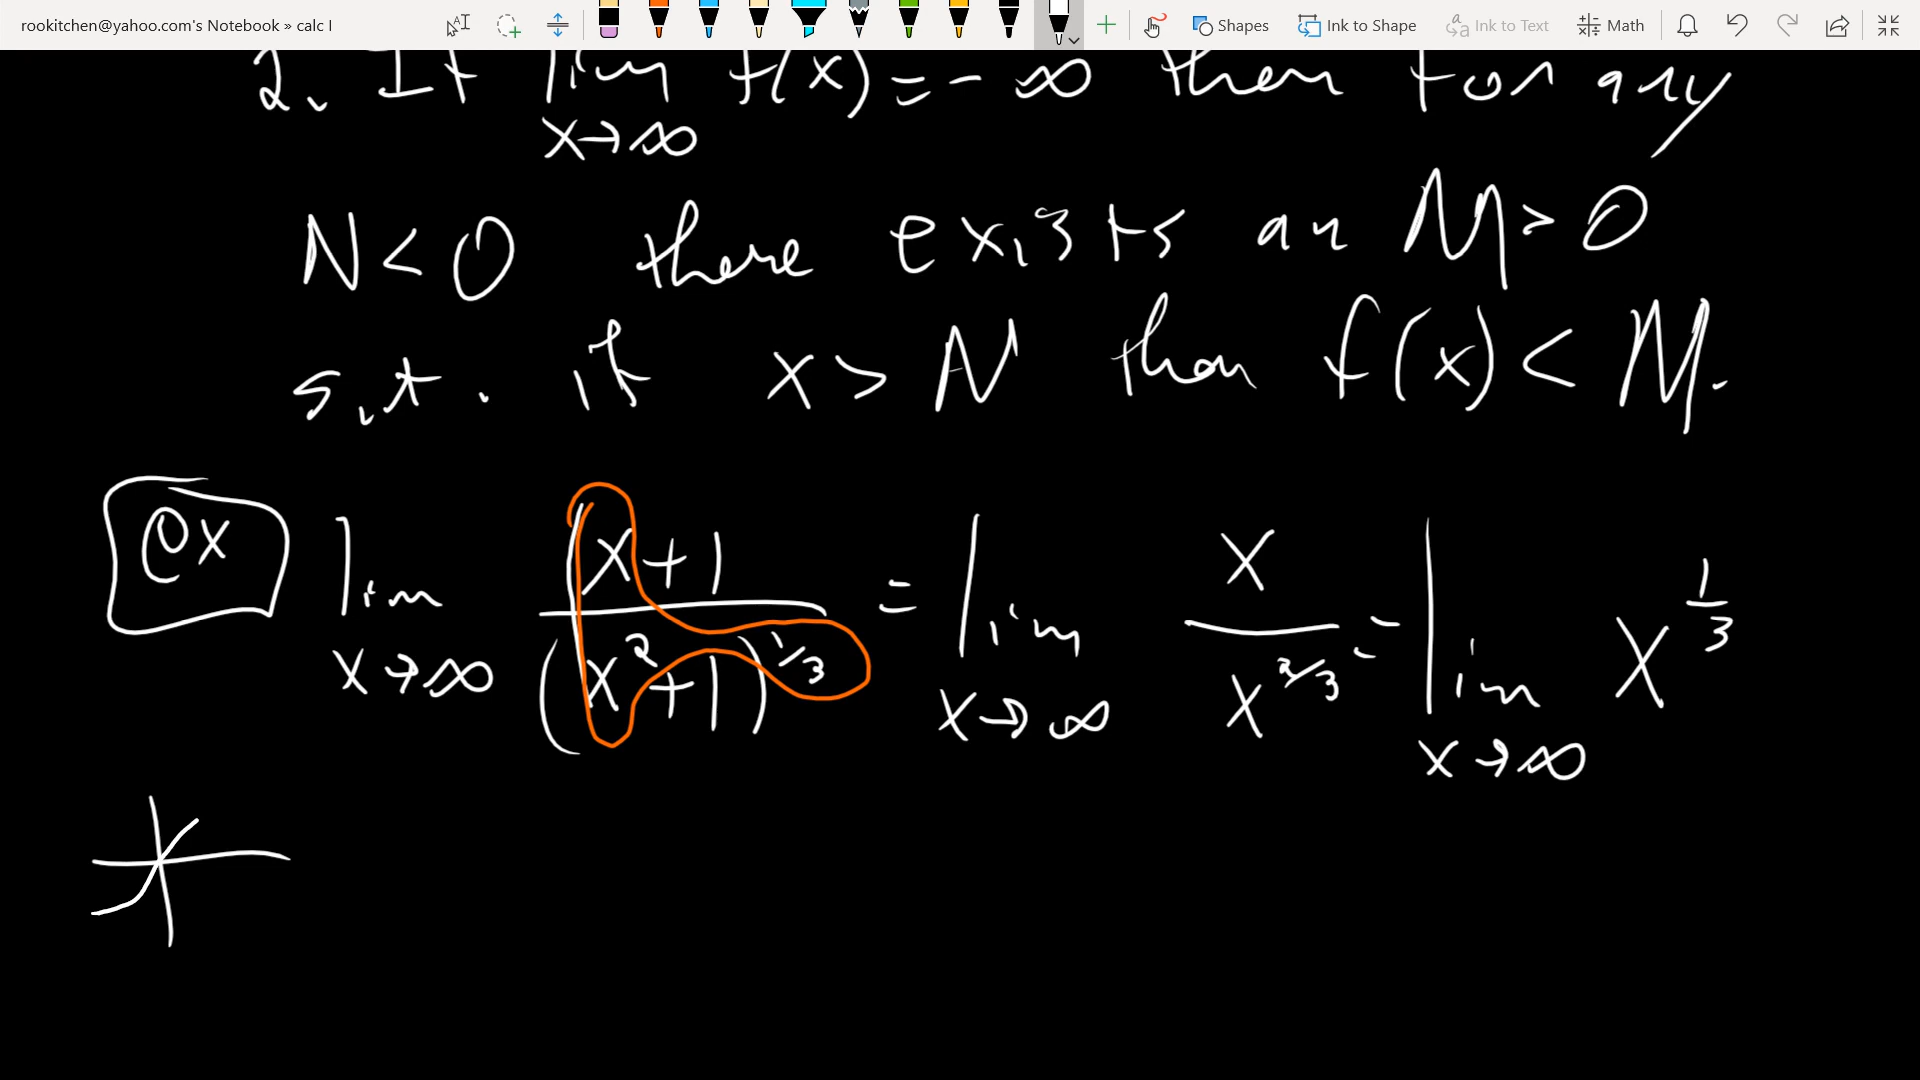 rookitchen@yahoo.com's Notebook » calc I Shapes Ink to Shape Ink to Text Math
2. If lim f(x) = - ∞ then for any
x→∞
N < 0 there exists an M > 0
s.t. if x > N then f(x) < M.
ex lim x+1 / (x²+1)^1/3 = lim x / x^2/3 = lim x^1/3
x→∞ x→∞ x→∞